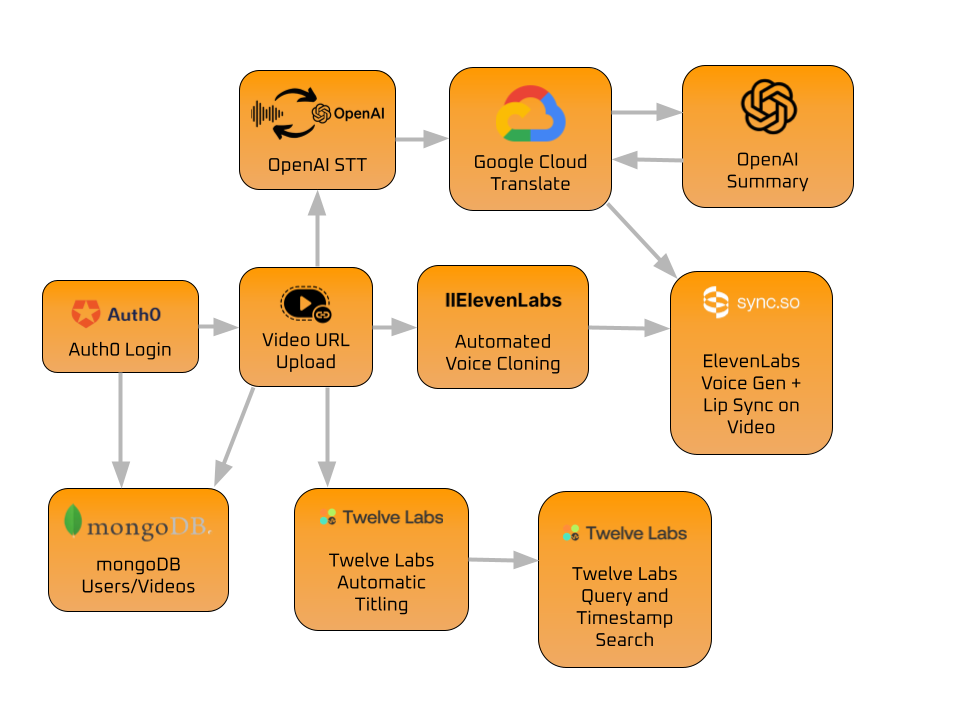 OpenAI
OpenAI STT
Google Cloud
Translate
OpenAI
Summary
Auth0
Auth0 Login
Video URL
Upload
IIElevenLabs
Automated
Voice Cloning
sync.so
ElevenLabs
Voice Gen +
Lip Sync on
Video
mongoDB.
mongoDB
Users/Videos
Twelve Labs
Twelve Labs
Automatic
Titling
Twelve Labs
Twelve Labs
Query and
Timestamp
Search